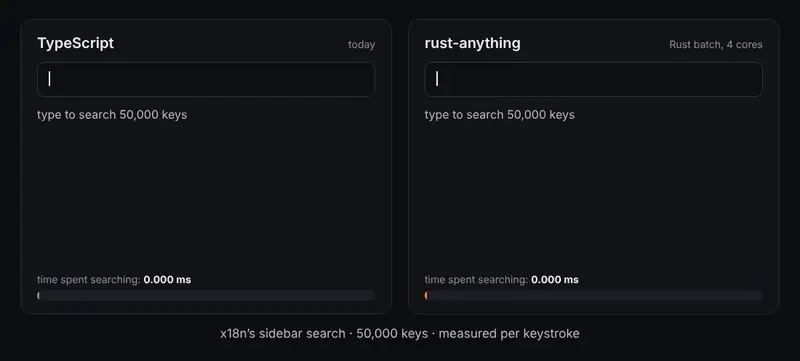 TypeScript
today
type to search 50,000 keys
time spent searching: 0.000 ms
rust-anything
Rust batch, 4 cores
type to search 50,000 keys
time spent searching: 0.000 ms
x18n’s sidebar search · 50,000 keys · measured per keystroke